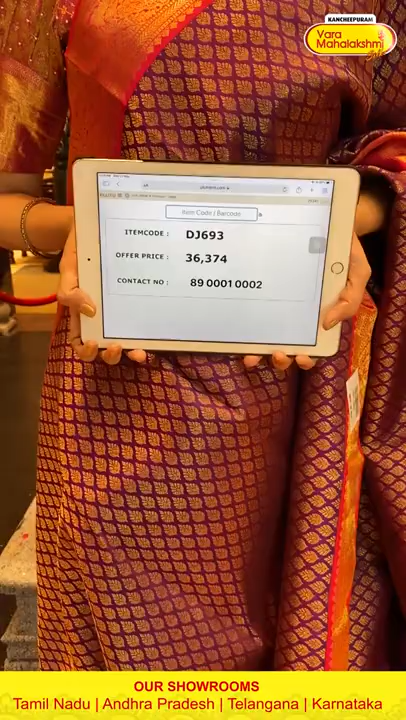 KANCHEEPURAM
Vara
Mahalakshmi
Item Code / Barcode
ITEMCODE : DJ693
OFFER PRICE : 36,374
CONTACT NO : 89 0001 0002
OUR SHOWROOMS
Tamil Nadu | Andhra Pradesh | Telangana | Karnataka